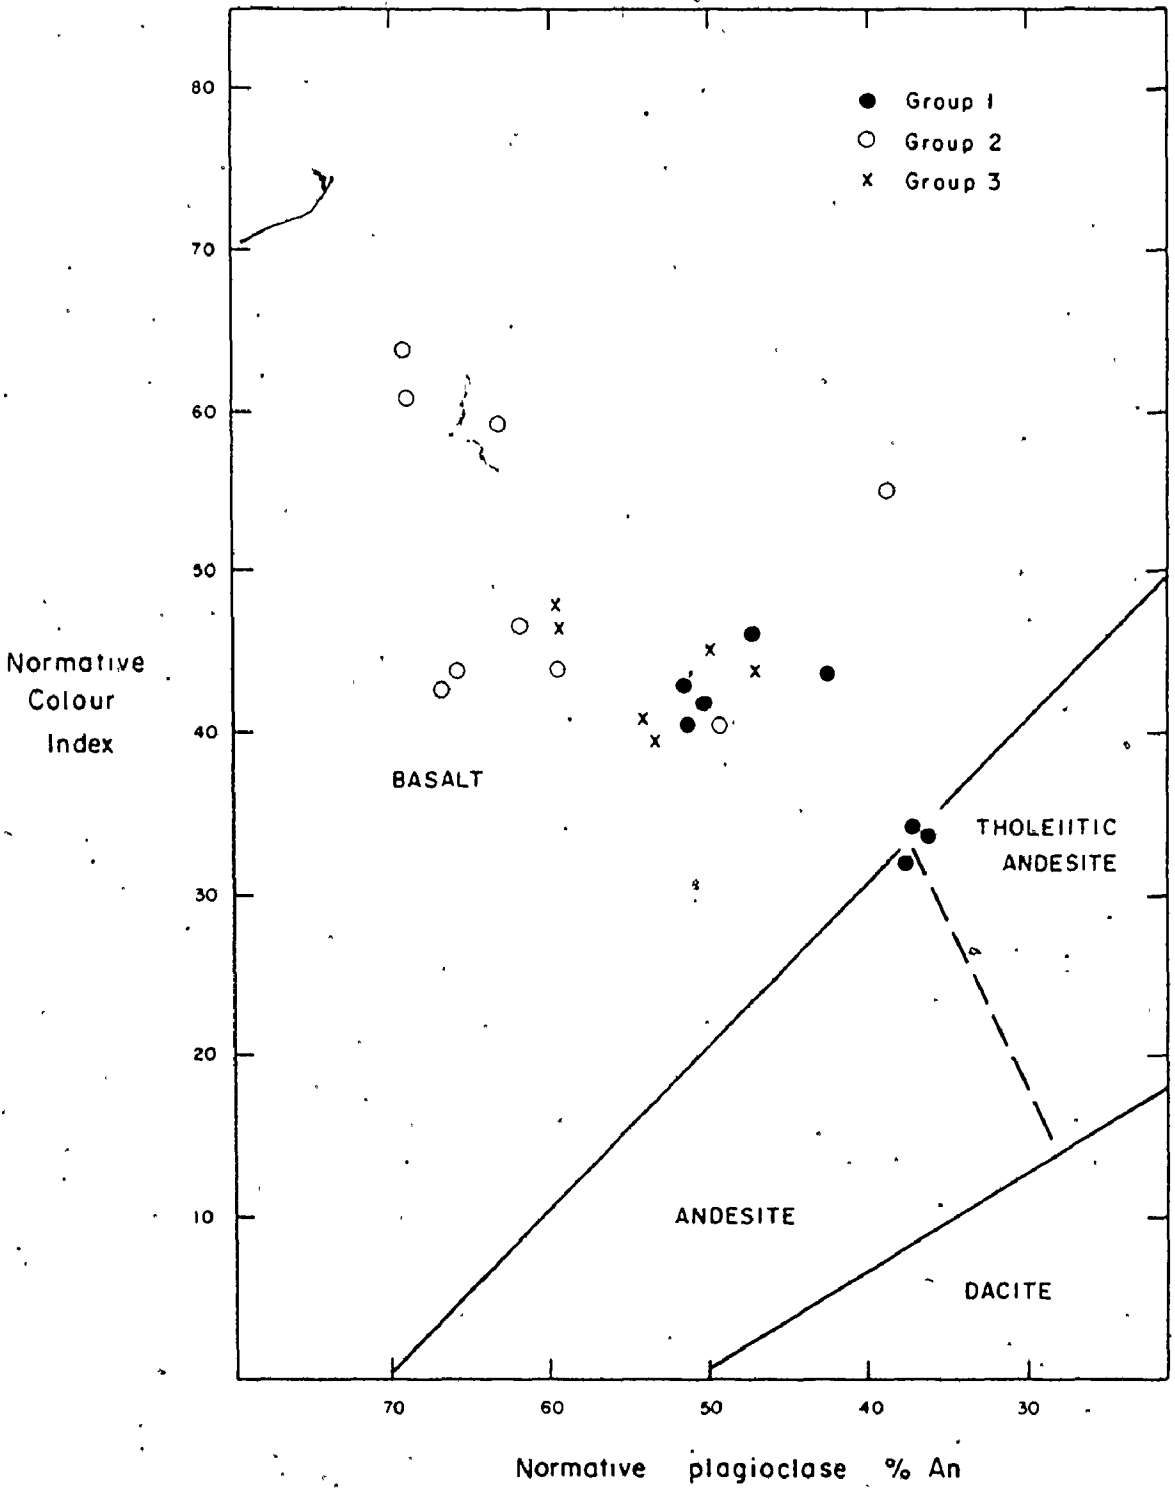 80
70
60
50
40
30
20
10
Group 1
Group 2
Group 3
Normative
Colour
Index
BASALT
THOLEIITIC
ANDESITE
ANDESITE
DACITE
70 60 50 40 30
Normative plagioclase % An